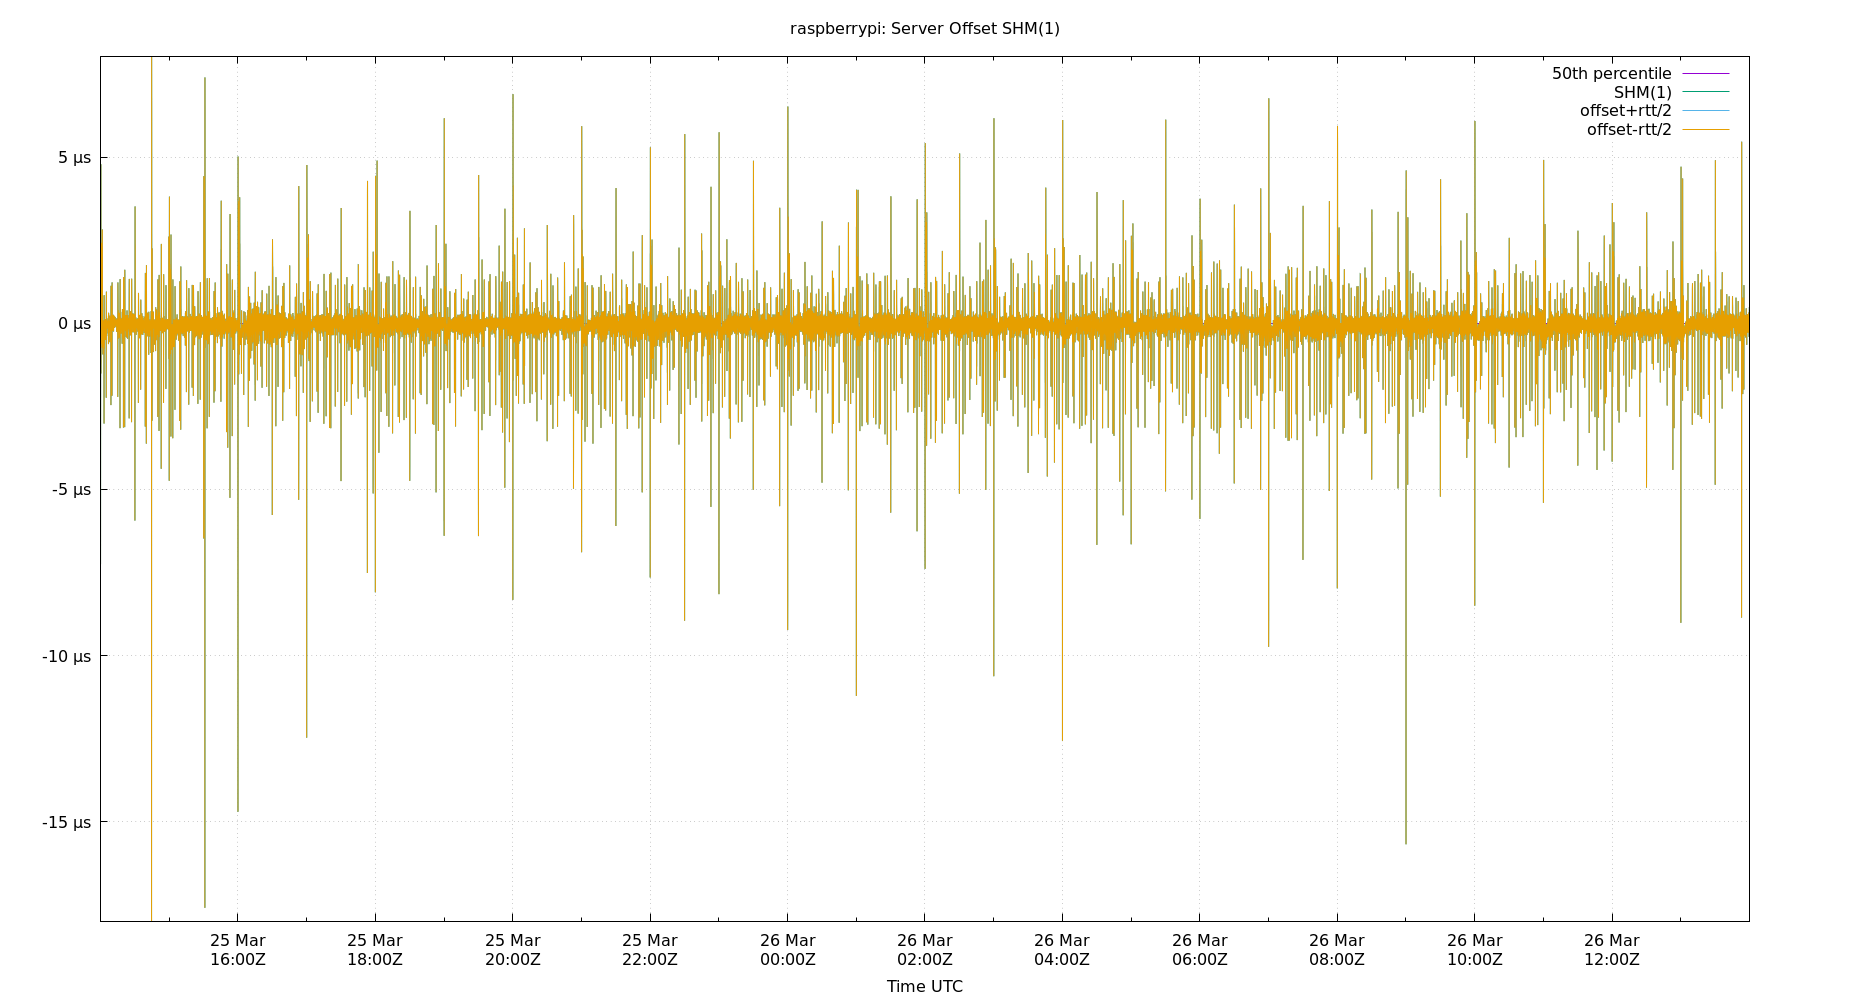 raspberrypi: Server Offset SHM(1)
50th percentile
SHM(1)
offset+rtt/2
offset-rtt/2
5 µs
0 µs
-5 µs
-10 µs
-15 µs
25 Mar 25 Mar 25 Mar 25 Mar 26 Mar 26 Mar 26 Mar 26 Mar 26 Mar 26 Mar 26 Mar
16:00Z 18:00Z 20:00Z 22:00Z 00:00Z 02:00Z 04:00Z 06:00Z 08:00Z 10:00Z 12:00Z
Time UTC